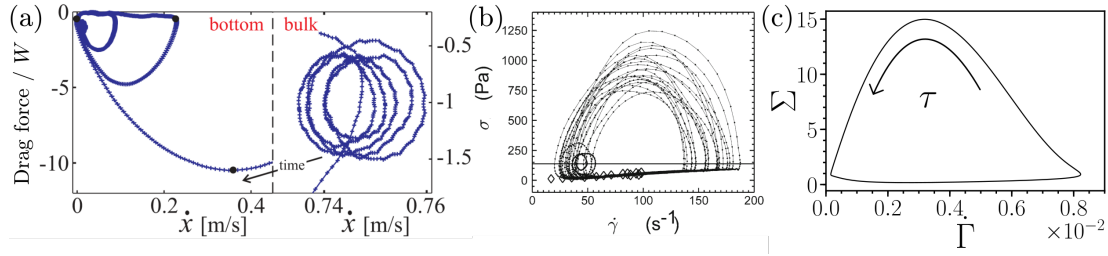 (a)
bottom
bulk
Drag force / W
0
-5
-10
0
0.2
0.4
ẋ [m/s]
time
-0.5
-1
-1.5
0.74
0.76
ẋ [m/s]
(b)
σ (Pa)
1250
1000
750
500
250
0
0
50
100
150
200
γ̇ (s⁻¹)
(c)
Σ
15
10
5
0
τ
0.0
0.2
0.4
0.6
0.8
×10⁻²
Γ̇